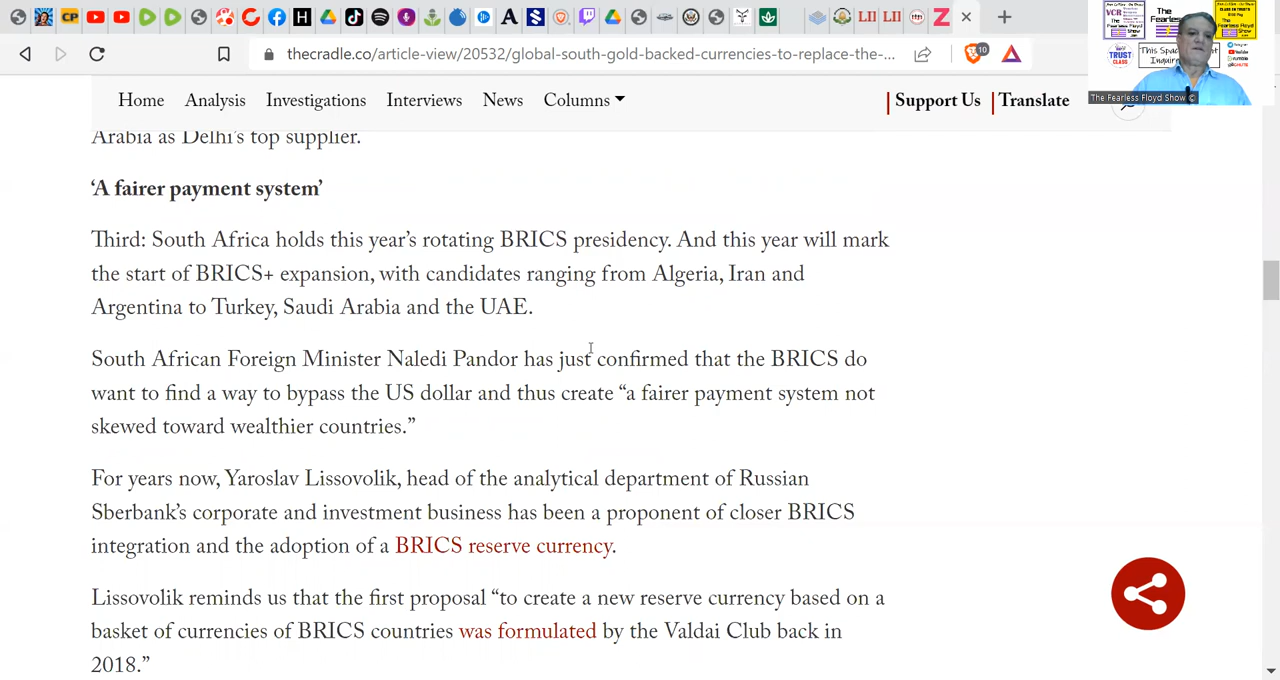 thecradle.co/article-view/20532/global-south-gold-backed-currencies-to-replace-the-...
10
The Fearless Floyd Show ©
Home Analysis Investigations Interviews News Columns Support Us Translate
Arabia as Delhi's top supplier.
'A fairer payment system'
Third: South Africa holds this year's rotating BRICS presidency. And this year will mark
the start of BRICS+ expansion, with candidates ranging from Algeria, Iran and
Argentina to Turkey, Saudi Arabia and the UAE.
South African Foreign Minister Naledi Pandor has just confirmed that the BRICS do
want to find a way to bypass the US dollar and thus create “a fairer payment system not
skewed toward wealthier countries.”
For years now, Yaroslav Lissovolik, head of the analytical department of Russian
Sberbank's corporate and investment business has been a proponent of closer BRICS
integration and the adoption of a BRICS reserve currency.
Lissovolik reminds us that the first proposal “to create a new reserve currency based on a
basket of currencies of BRICS countries was formulated by the Valdai Club back in
2018.”